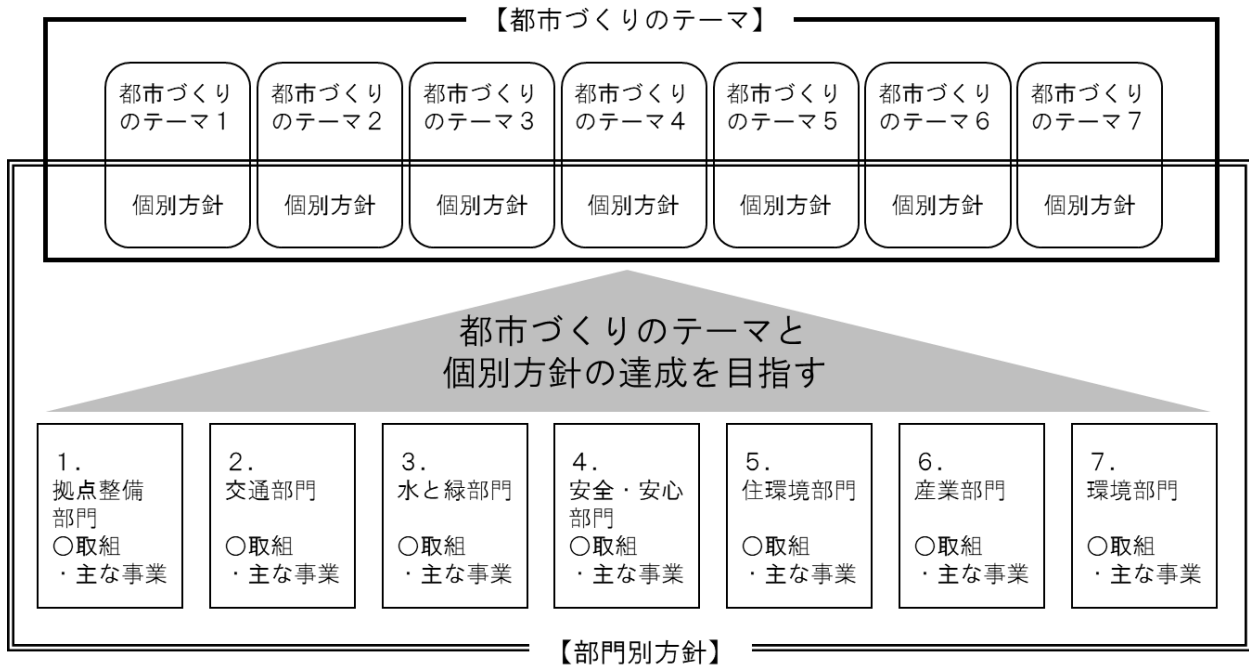 【都市づくりのテーマ】
都市づくり
のテーマ１
都市づくり
のテーマ２
都市づくり
のテーマ３
都市づくり
のテーマ４
都市づくり
のテーマ５
都市づくり
のテーマ６
都市づくり
のテーマ７
個別方針
個別方針
個別方針
個別方針
個別方針
個別方針
個別方針
都市づくりのテーマと
個別方針の達成を目指す
１．
拠点整備
部門
○取組
・主な事業
２．
交通部門
○取組
・主な事業
３．
水と緑部門
○取組
・主な事業
４．
安全・安心
部門
○取組
・主な事業
５．
住環境部門
○取組
・主な事業
６．
産業部門
○取組
・主な事業
７．
環境部門
○取組
・主な事業
【部門別方針】